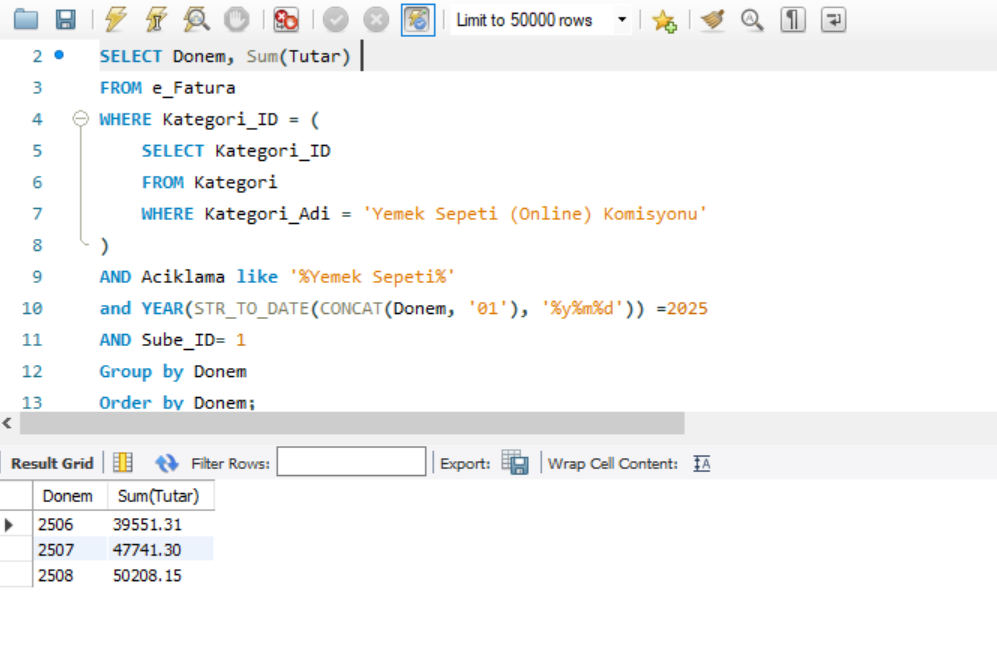 Limit to 50000 rows
2 SELECT Donem, Sum(Tutar)
3 FROM e_Fatura
4 WHERE Kategori_ID = (
5 SELECT Kategori_ID
6 FROM Kategori
7 WHERE Kategori_Adi = 'Yemek Sepeti (Online) Komisyonu'
8 )
9 AND Aciklama like '%Yemek Sepeti%'
10 and YEAR(STR_TO_DATE(CONCAT(Donem, '01'), '%y%m%d')) =2025
11 AND Sube_ID= 1
12 Group by Donem
13 Order by Donem;
Result Grid Filter Rows: Export: Wrap Cell Content:
Donem Sum(Tutar)
2506 39551.31
2507 47741.30
2508 50208.15